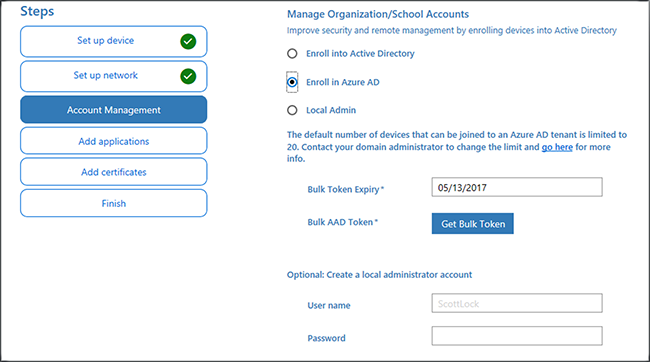 Steps
Set up device
Set up network
Account Management
Add applications
Add certificates
Finish
Manage Organization/School Accounts
Improve security and remote management by enrolling devices into Active Directory
Enroll into Active Directory
Enroll in Azure AD
Local Admin
The default number of devices that can be joined to an Azure AD tenant is limited to
20. Contact your domain administrator to change the limit and go here for more
info.
Bulk Token Expiry*
05/13/2017
Bulk AAD Token*
Get Bulk Token
Optional: Create a local administrator account
User name
ScottLock
Password